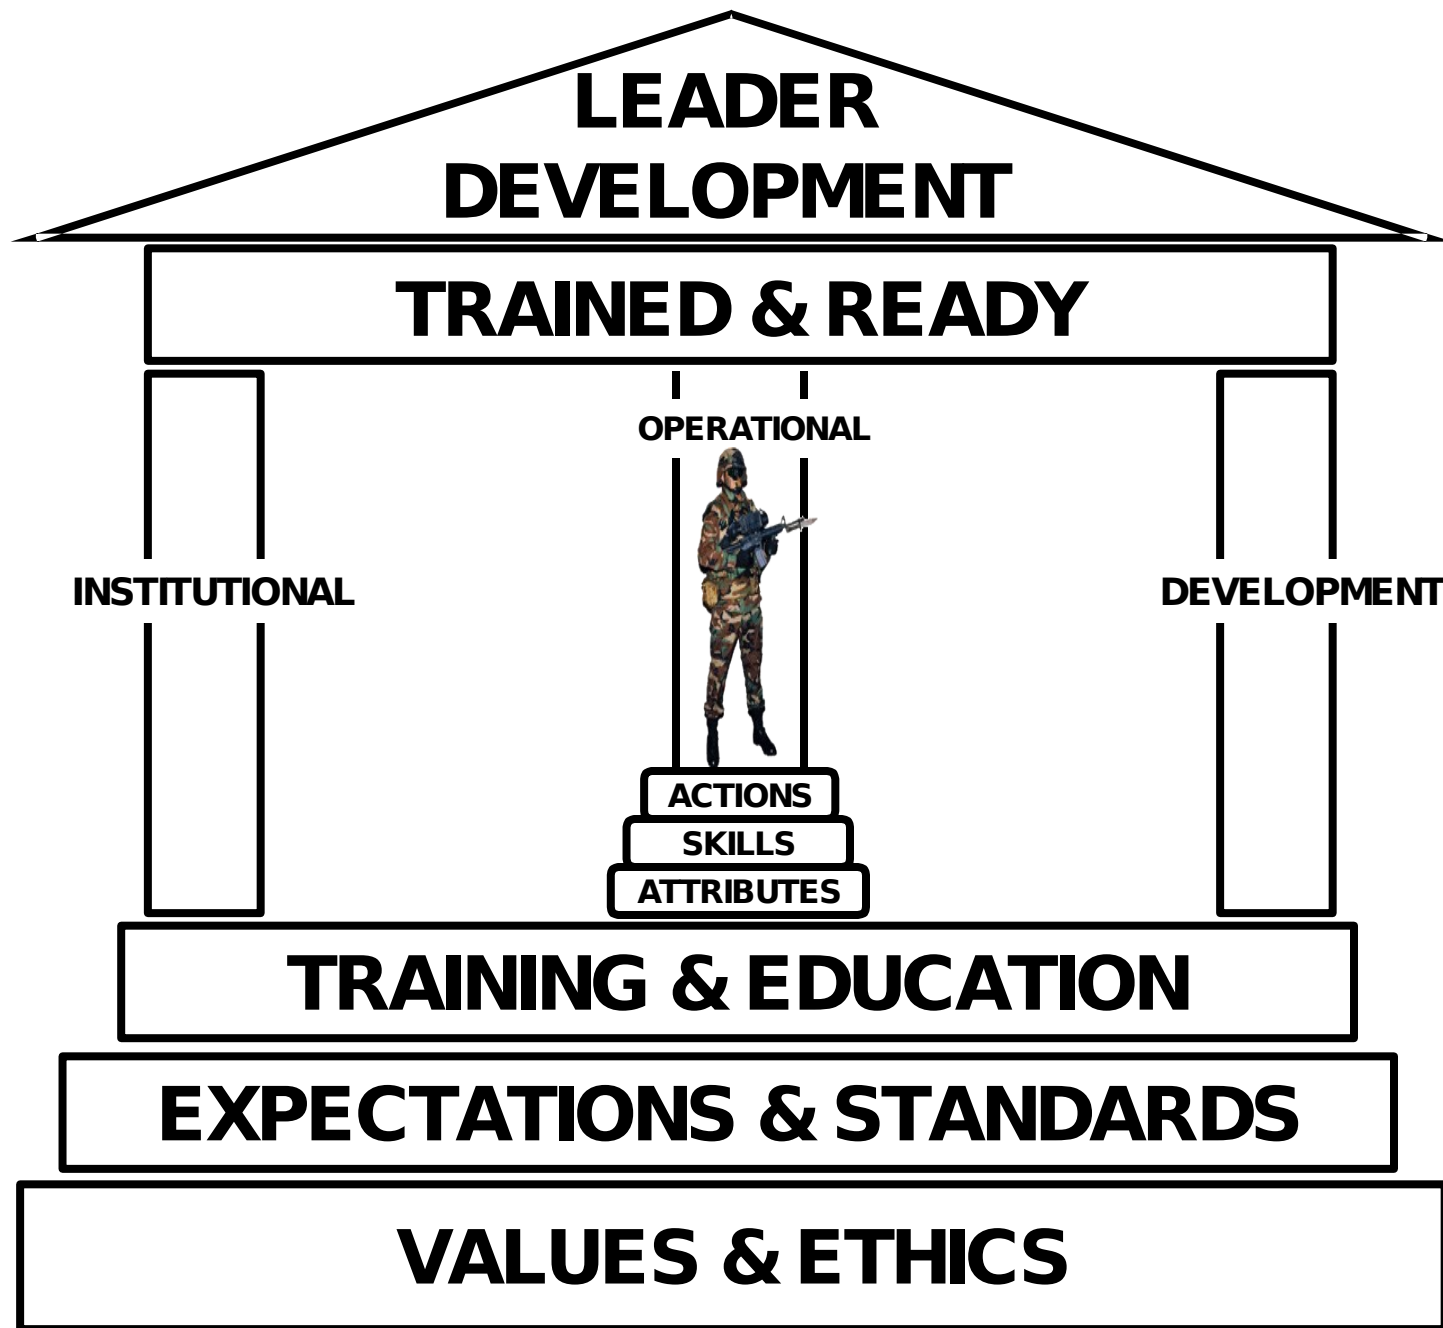 LEADER
DEVELOPMENT
TRAINED & READY
OPERATIONAL
INSTITUTIONAL
DEVELOPMENT
ACTIONS
SKILLS
ATTRIBUTES
TRAINING & EDUCATION
EXPECTATIONS & STANDARDS
VALUES & ETHICS